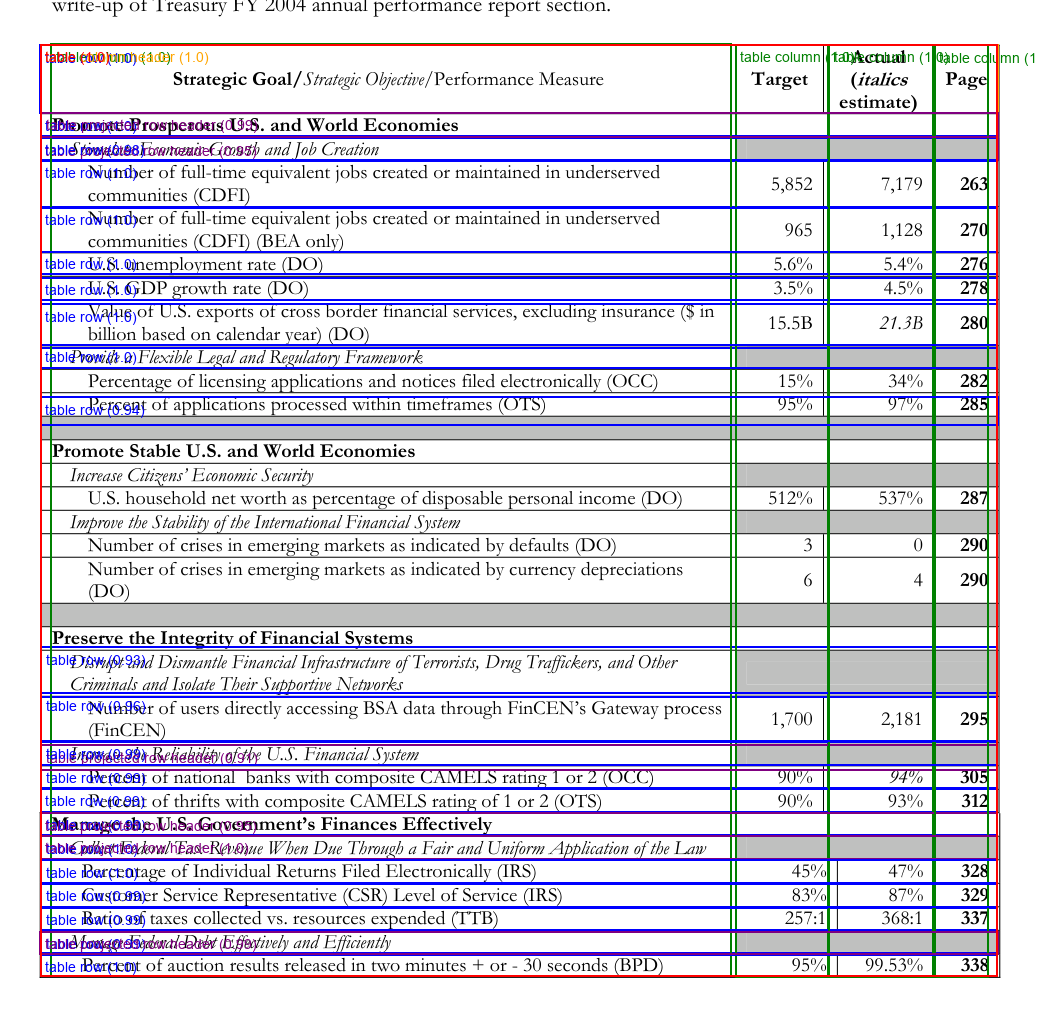 write-up of Treasury FY 2004 annual performance report section.
Strategic Goal/Strategic Objective/Performance Measure Target Actual (italics estimate) Page
Promote Prosperous U.S. and World Economies
Stimulate Economic Growth and Job Creation
Number of full-time equivalent jobs created or maintained in underserved
communities (CDFI) 5,852 7,179 263
Number of full-time equivalent jobs created or maintained in underserved
communities (CDFI) (BEA only) 965 1,128 270
U.S. unemployment rate (DO) 5.6% 5.4% 276
U.S. GDP growth rate (DO) 3.5% 4.5% 278
Value of U.S. exports of cross border financial services, excluding insurance ($ in
billion based on calendar year) (DO) 15.5B 21.3B 280
Provide a Flexible Legal and Regulatory Framework
Percentage of licensing applications and notices filed electronically (OCC) 15% 34% 282
Percent of applications processed within timeframes (OTS) 95% 97% 285
Promote Stable U.S. and World Economies
Increase Citizens' Economic Security
U.S. household net worth as percentage of disposable personal income (DO) 512% 537% 287
Improve the Stability of the International Financial System
Number of crises in emerging markets as indicated by defaults (DO) 3 0 290
Number of crises in emerging markets as indicated by currency depreciations
(DO) 6 4 290
Preserve the Integrity of Financial Systems
Disrupt and Dismantle Financial Infrastructure of Terrorists, Drug Traffickers, and Other
Criminals and Isolate Their Supportive Networks
Number of users directly accessing BSA data through FinCEN's Gateway process
(FinCEN) 1,700 2,181 295
Increase Reliability of the U.S. Financial System
Percent of national banks with composite CAMELS rating 1 or 2 (OCC) 90% 94% 305
Percent of thrifts with composite CAMELS rating of 1 or 2 (OTS) 90% 93% 312
Manage the U.S. Government's Finances Effectively
Collect Federal Tax Revenue When Due Through a Fair and Uniform Application of the Law
Percentage of Individual Returns Filed Electronically (IRS) 45% 47% 328
Customer Service Representative (CSR) Level of Service (IRS) 83% 87% 329
Ratio of taxes collected vs. resources expended (TTB) 257:1 368:1 337
Manage Federal Debt Effectively and Efficiently
Percent of auction results released in two minutes + or - 30 seconds (BPD) 95% 99.53% 338